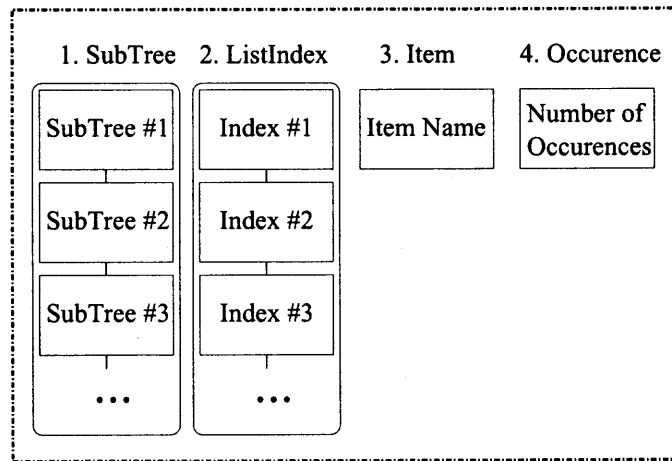 1. SubTree 2. ListIndex 3. Item 4. Occurence
SubTree #1 Index #1 Item Name Number of
Occurences
SubTree #2 Index #2
SubTree #3 Index #3
••• •••